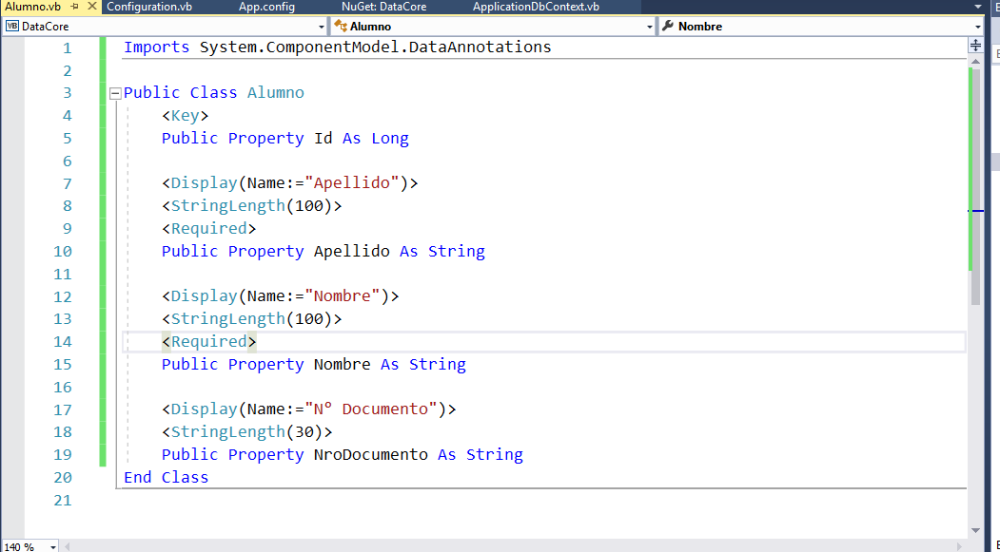 Alumno.vb Configuration.vb App.config NuGet: DataCore ApplicationDbContext.vb
VB DataCore Alumno Nombre
1 Imports System.ComponentModel.DataAnnotations
2
3 Public Class Alumno
4 <Key>
5 Public Property Id As Long
6
7 <Display(Name:="Apellido")>
8 <StringLength(100)>
9 <Required>
10 Public Property Apellido As String
11
12 <Display(Name:="Nombre")>
13 <StringLength(100)>
14 <Required>
15 Public Property Nombre As String
16
17 <Display(Name:="Nº Documento")>
18 <StringLength(30)>
19 Public Property NroDocumento As String
20 End Class
21
140 %